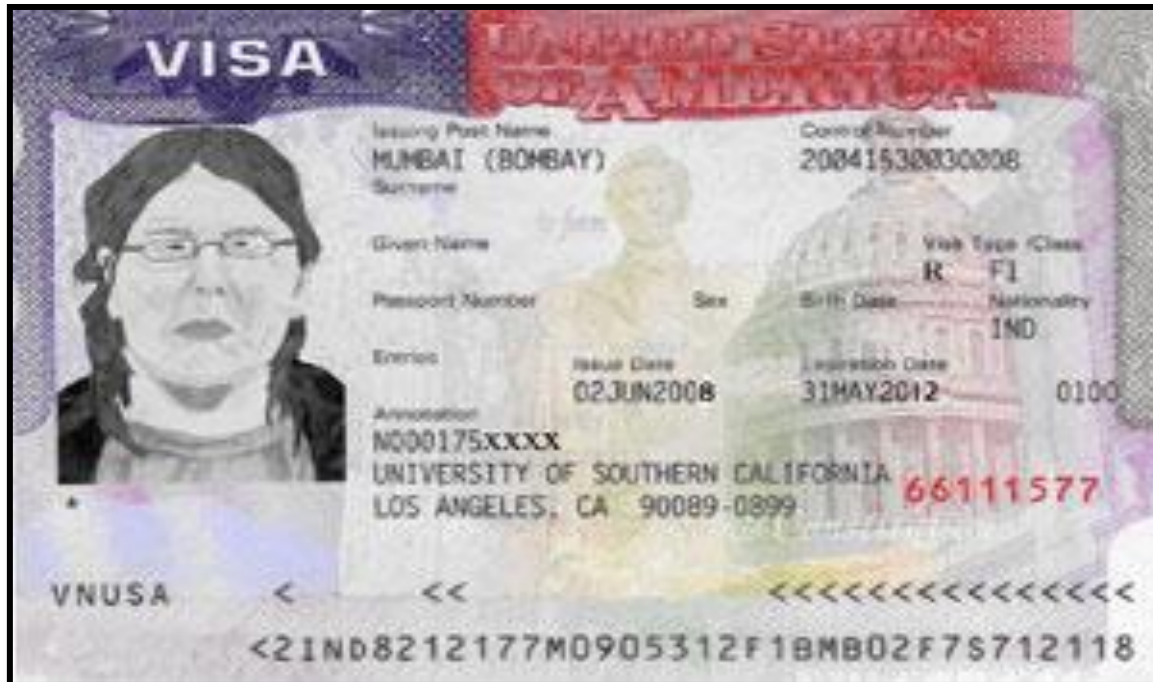 VISA UNITED STATES OF AMERICA
Issuing Post Name Control Number
MUMBAI (BOMBAY) 20041530030008
Surname
Given Name Visa Type /Class
R F1
Passport Number Sex Birth Date Nationality
IND
Entries Issue Date Expiration Date
02JUN2008 31MAY2012 0100
Annotation
N000175XXXX
UNIVERSITY OF SOUTHERN CALIFORNIA 66111577
LOS ANGELES, CA 90089-0899
*
VNUSA < << <<<<<<<<<<<<<<<<
<2IND8212177M0905312F1BMB02F7S712118